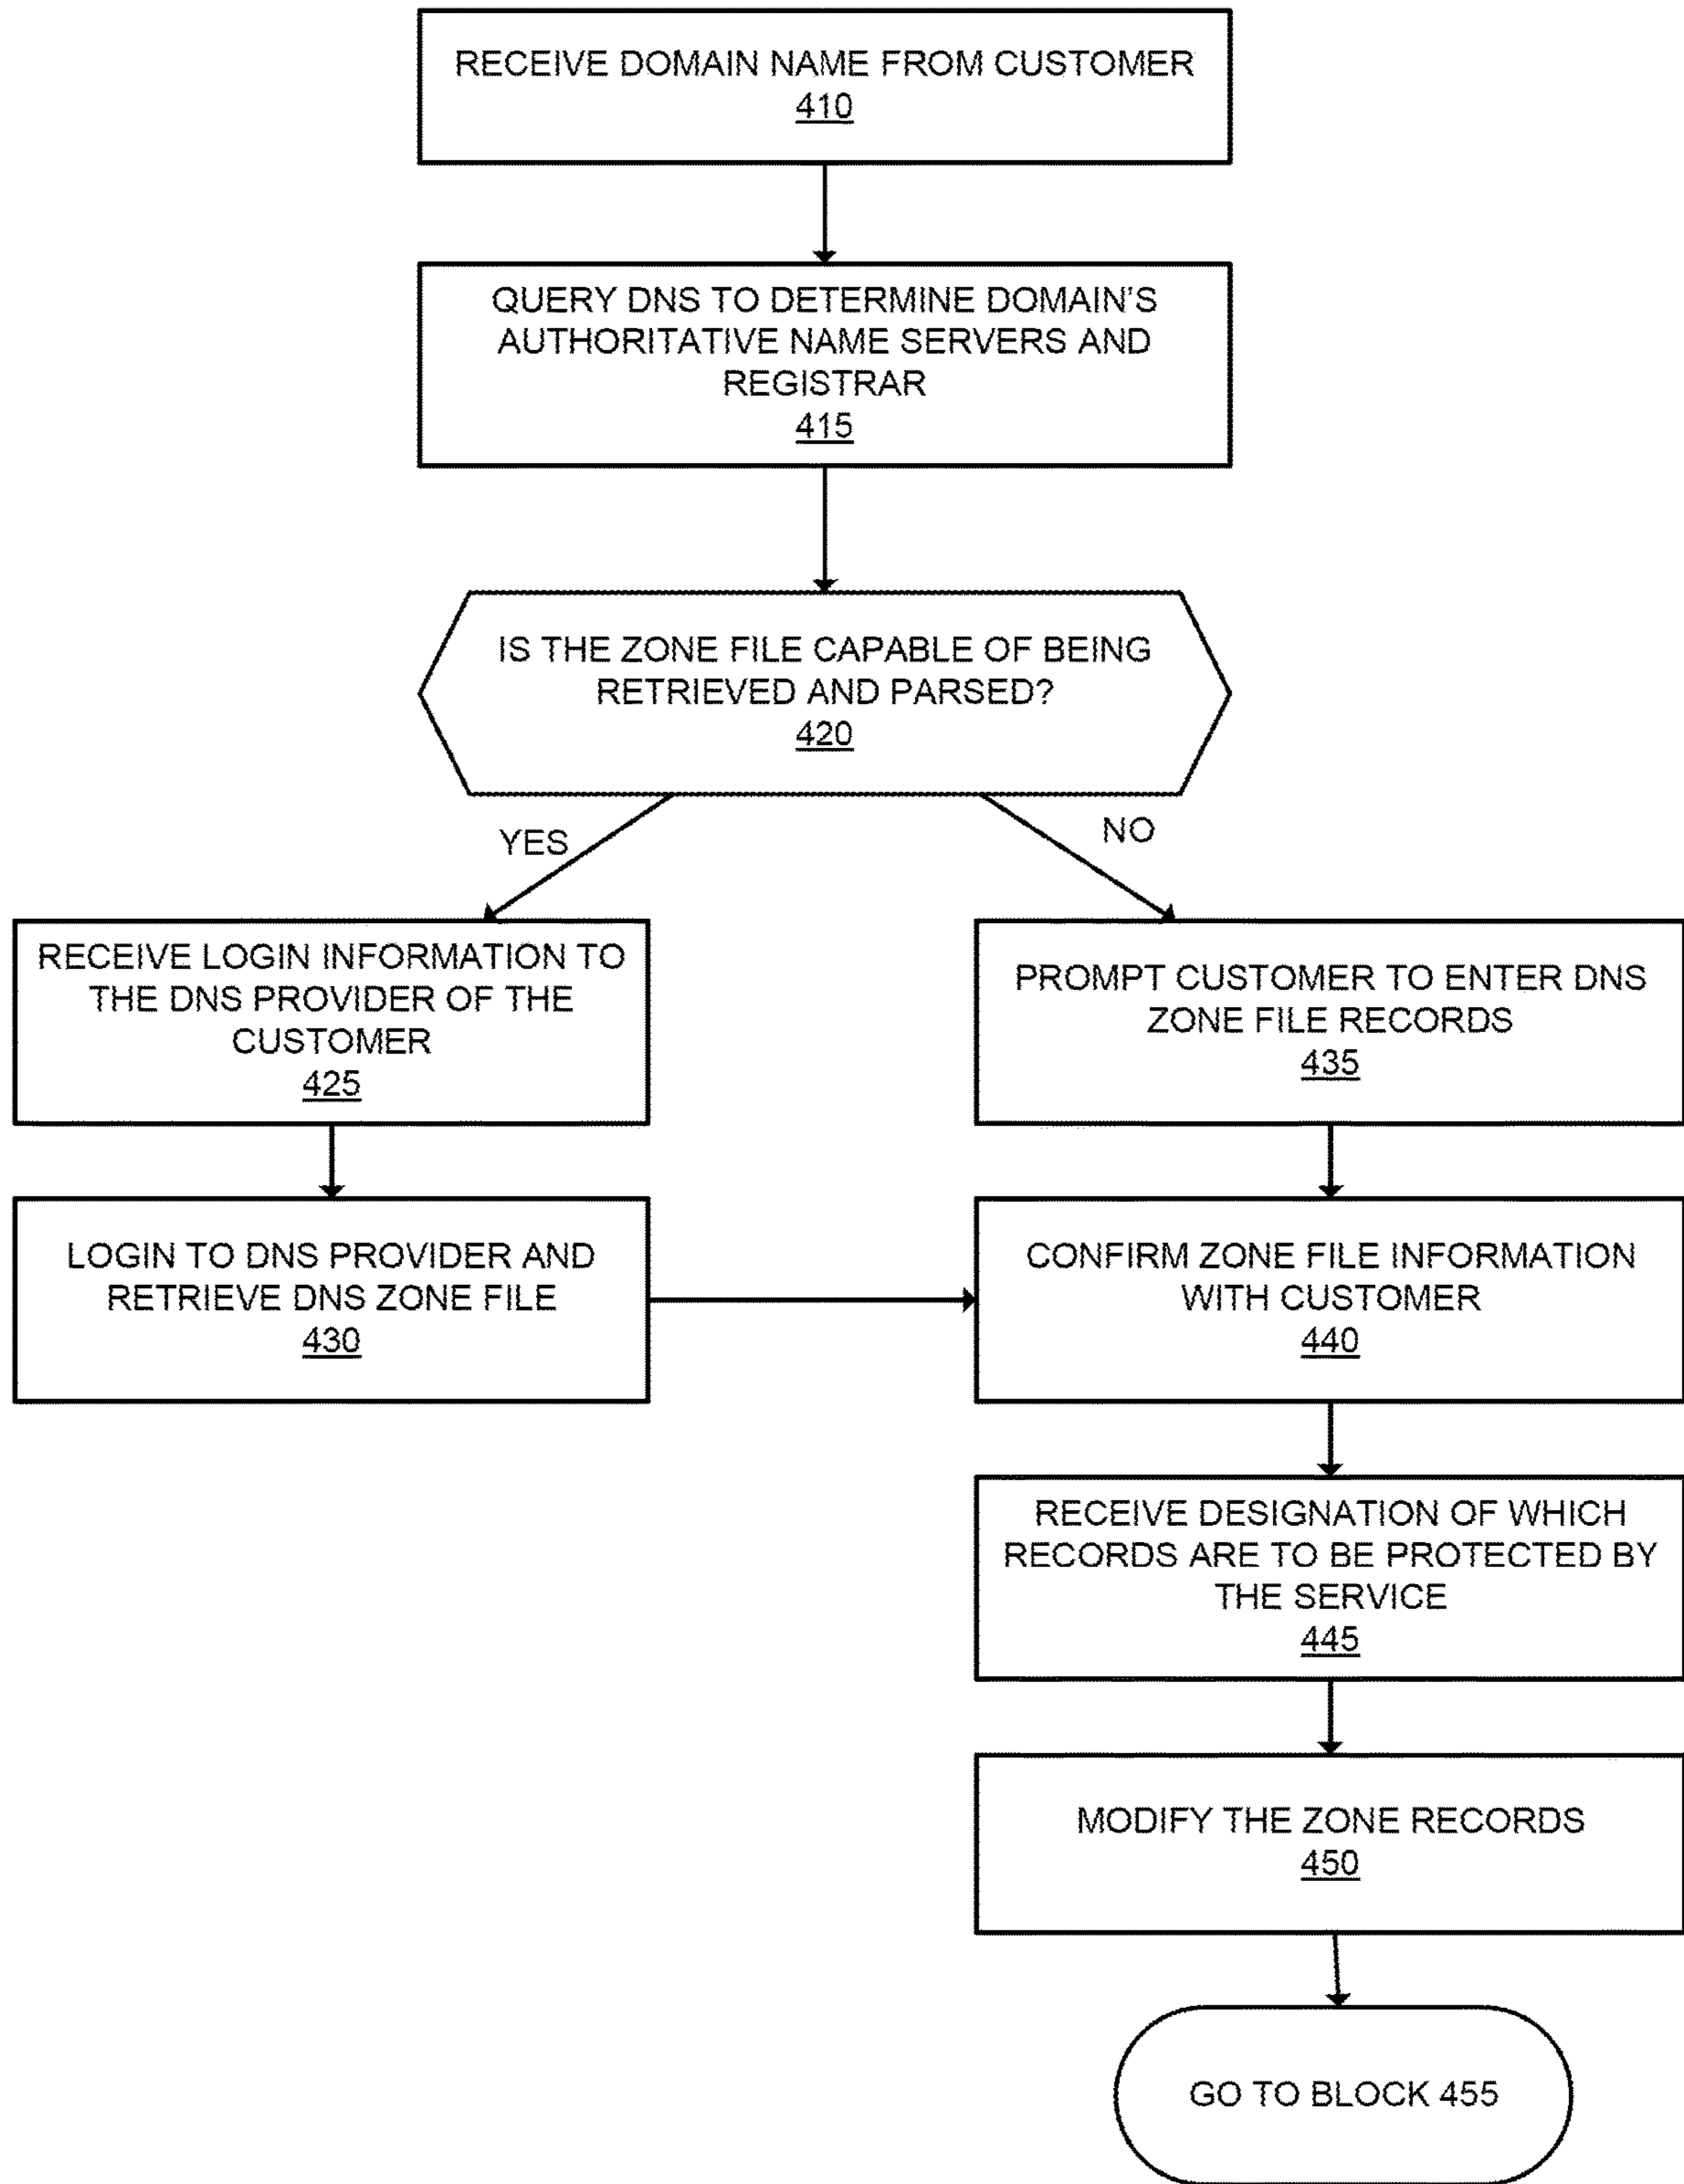 RECEIVE DOMAIN NAME FROM CUSTOMER
410
QUERY DNS TO DETERMINE DOMAIN'S
AUTHORITATIVE NAME SERVERS AND
REGISTRAR
415
IS THE ZONE FILE CAPABLE OF BEING
RETRIEVED AND PARSED?
420
YES
NO
RECEIVE LOGIN INFORMATION TO
THE DNS PROVIDER OF THE
CUSTOMER
425
PROMPT CUSTOMER TO ENTER DNS
ZONE FILE RECORDS
435
LOGIN TO DNS PROVIDER AND
RETRIEVE DNS ZONE FILE
430
CONFIRM ZONE FILE INFORMATION
WITH CUSTOMER
440
RECEIVE DESIGNATION OF WHICH
RECORDS ARE TO BE PROTECTED BY
THE SERVICE
445
MODIFY THE ZONE RECORDS
450
GO TO BLOCK 455